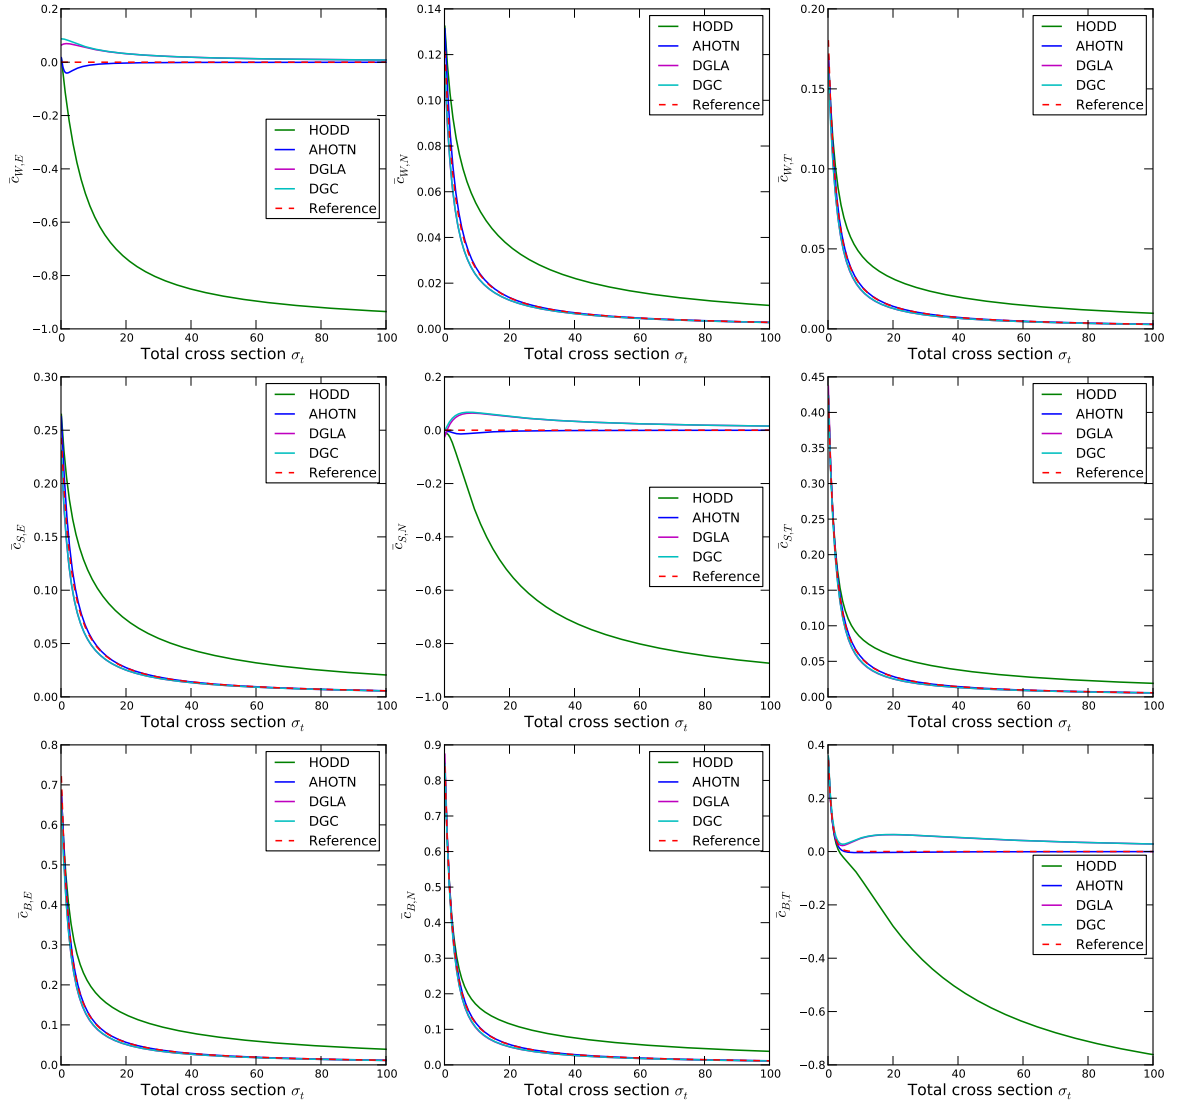 0.2
0.0
−0.2
−0.4
−0.6
−0.8
−1.0
c̄_{W,E}
HODD
AHOTN
DGLA
DGC
Reference
0 20 40 60 80 100
Total cross section σ_t
0.14
0.12
0.10
0.08
0.06
0.04
0.02
0.00
c̄_{W,N}
HODD
AHOTN
DGLA
DGC
Reference
0 20 40 60 80 100
Total cross section σ_t
0.20
0.15
0.10
0.05
0.00
c̄_{W,T}
HODD
AHOTN
DGLA
DGC
Reference
0 20 40 60 80 100
Total cross section σ_t
0.30
0.25
0.20
0.15
0.10
0.05
0.00
c̄_{S,E}
HODD
AHOTN
DGLA
DGC
Reference
0 20 40 60 80 100
Total cross section σ_t
0.2
0.0
−0.2
−0.4
−0.6
−0.8
−1.0
c̄_{S,N}
HODD
AHOTN
DGLA
DGC
Reference
0 20 40 60 80 100
Total cross section σ_t
0.45
0.40
0.35
0.30
0.25
0.20
0.15
0.10
0.05
0.00
c̄_{S,T}
HODD
AHOTN
DGLA
DGC
Reference
0 20 40 60 80 100
Total cross section σ_t
0.8
0.7
0.6
0.5
0.4
0.3
0.2
0.1
0.0
c̄_{B,E}
HODD
AHOTN
DGLA
DGC
Reference
0 20 40 60 80 100
Total cross section σ_t
0.9
0.8
0.7
0.6
0.5
0.4
0.3
0.2
0.1
0.0
c̄_{B,N}
HODD
AHOTN
DGLA
DGC
Reference
0 20 40 60 80 100
Total cross section σ_t
0.4
0.2
0.0
−0.2
−0.4
−0.6
−0.8
c̄_{B,T}
HODD
AHOTN
DGLA
DGC
Reference
0 20 40 60 80 100
Total cross section σ_t